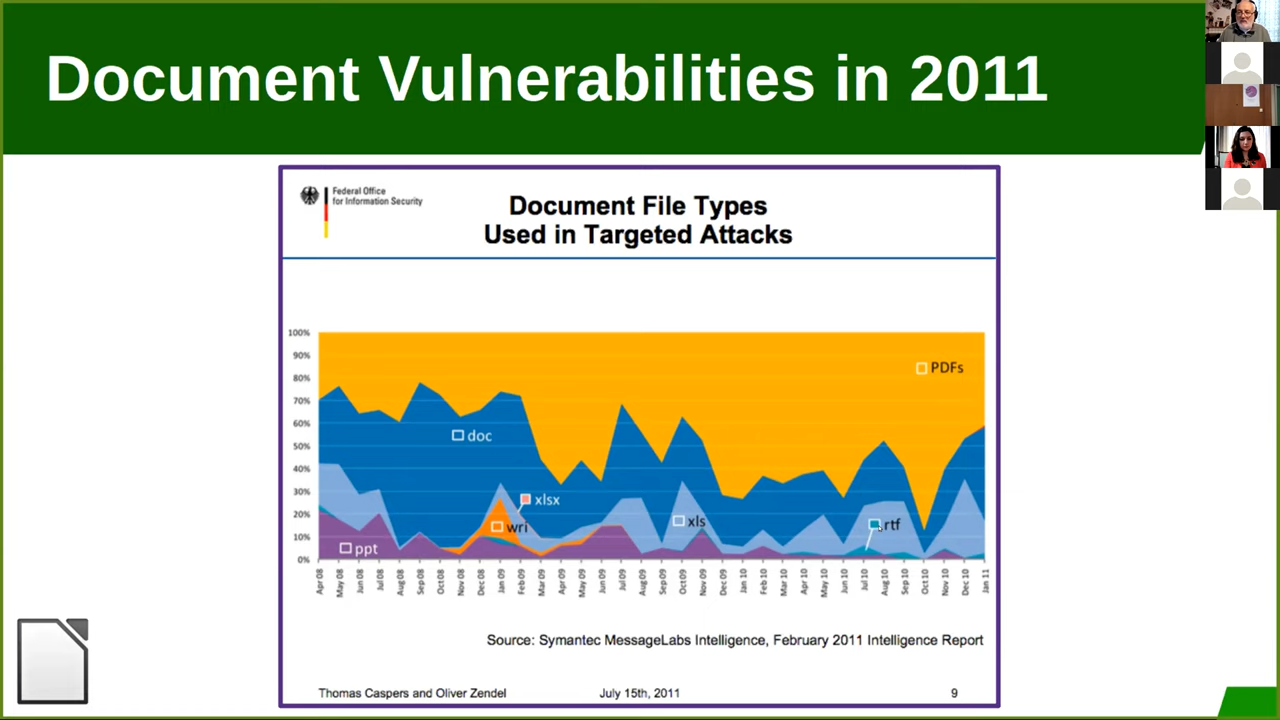 Document Vulnerabilities in 2011
Federal Office
for Information Security
Document File Types
Used in Targeted Attacks
100%
90%
80%
70%
60%
50%
40%
30%
20%
10%
0%
PDFs
doc
xlsx
wri
xls
rtf
ppt
Apr 08
May 08
Jun 08
Jul 08
Aug 08
Sep 08
Oct 08
Nov 08
Dec 08
Jan 09
Feb 09
Mar 09
Apr 09
May 09
Jun 09
Jul 09
Aug 09
Sep 09
Oct 09
Nov 09
Dec 09
Jan 10
Feb 10
Mar 10
Apr 10
May 10
Jun 10
Jul 10
Aug 10
Sep 10
Oct 10
Nov 10
Dec 10
Jan 11
Source: Symantec MessageLabs Intelligence, February 2011 Intelligence Report
Thomas Caspers and Oliver Zendel
July 15th, 2011
9